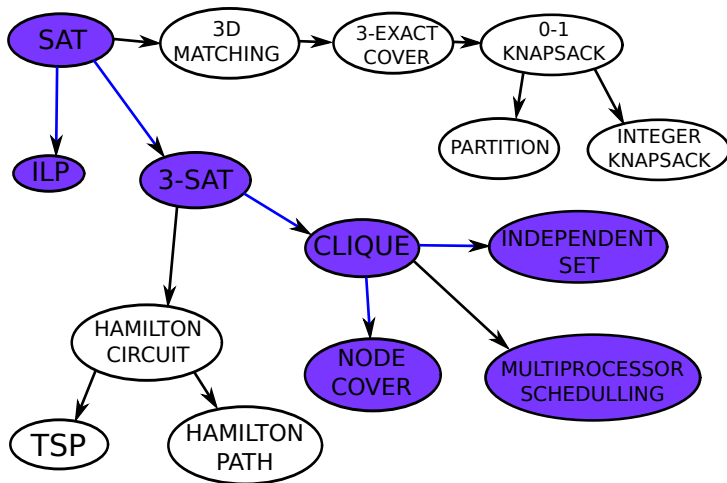 SAT
3D
MATCHING
3-EXACT
COVER
0-1
KNAPSACK
PARTITION
INTEGER
KNAPSACK
ILP
3-SAT
CLIQUE
INDEPENDENT
SET
HAMILTON
CIRCUIT
NODE
COVER
MULTIPROCESSOR
SCHEDULLING
TSP
HAMILTON
PATH